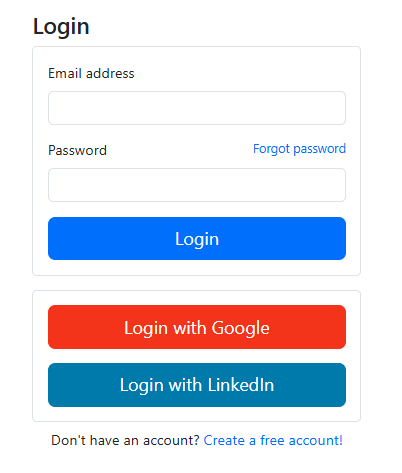 Login
Email address
Password Forgot password
Login
Login with Google
Login with LinkedIn
Don't have an account? Create a free account!